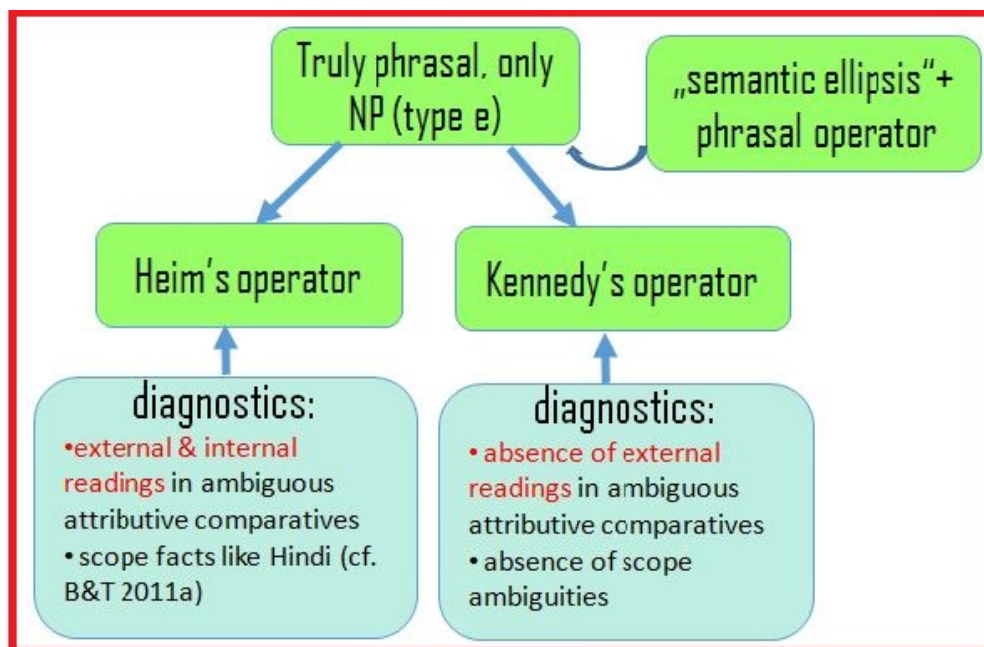 Truly phrasal, only
NP (type e)
„semantic ellipsis“+
phrasal operator
Heim's operator
Kennedy's operator
diagnostics:
•external & internal
readings in ambiguous
attributive comparatives
• scope facts like Hindi (cf.
B&T 2011a)
diagnostics:
• absence of external
readings in ambiguous
attributive comparatives
• absence of scope
ambiguities